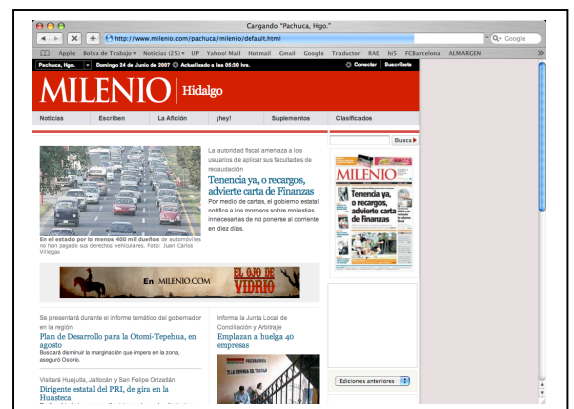 Cargando "Pachuca, Hgo."
http://www.milenio.com/pachuca/milenio/default.html
Google
Apple Bolsa de Trabajo Noticias (25) UP Yahoo! Mail Hotmail Gmail Google Traductor RAE hi5 FCBarcelona ALMARGEN
Pachuca, Hgo. Domingo 24 de Junio de 2007 Actualizado a las 05:30 hrs. Conectar Suscríbete
MILENIO Hidalgo
Noticias Escriben La Afición ¡hey! Suplementos Clasificados
Busca
La autoridad fiscal amenaza a los
usuarios de aplicar sus facultades de
recaudación
Tenencia ya, o recargos,
advierte carta de Finanzas
Por medio de cartas, el gobierno estatal
notifica a los morosos sobre molestias
innecesarias de no ponerse al corriente
en diez días.
En el estado por lo menos 400 mil dueños de automóviles
no han pagado sus derechos vehiculares. Foto: Juan Carlos
Villegas
MILENIO
Tenencia ya,
o recargos,
advierte carta
de Finanzas
En MILENIO.COM
EL OJO DE
VIDRIO
Se presentará durante el informe temático del gobernador
en la región
Plan de Desarrollo para la Otomí-Tepehua, en
agosto
Buscará disminuir la marginación que impera en la zona,
aseguró Osorio.
Informa la Junta Local de
Conciliación y Arbitraje
Emplazan a huelga 40
empresas
Visitará Huejutla, Jaltocán y San Felipe Orizatlán
Dirigente estatal del PRI, de gira en la
Huasteca
PROCURADURIA
DE LA DEFENSA DEL TRABAJO
Ediciones anteriores